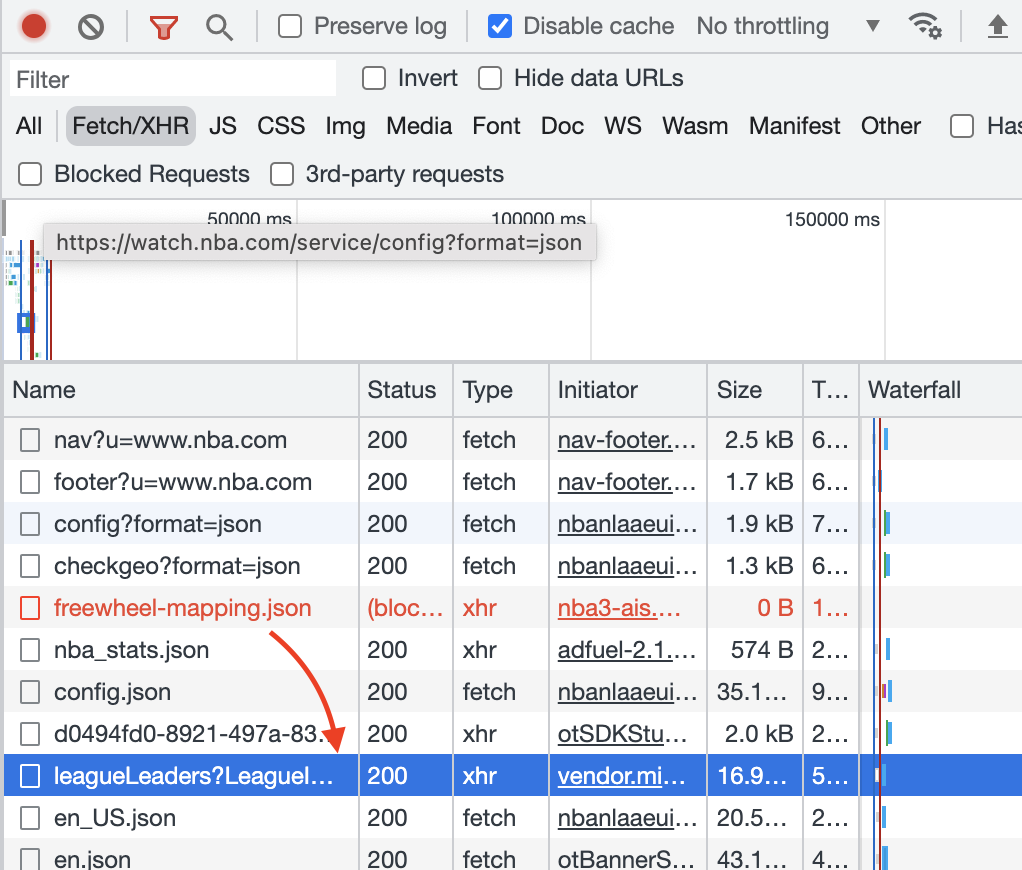 Preserve log Disable cache No throttling
Filter Invert Hide data URLs
All Fetch/XHR JS CSS Img Media Font Doc WS Wasm Manifest Other Has
Blocked Requests 3rd-party requests
50000 ms 100000 ms 150000 ms
https://watch.nba.com/service/config?format=json
Name Status Type Initiator Size T... Waterfall
nav?u=www.nba.com 200 fetch nav-footer.... 2.5 kB 6...
footer?u=www.nba.com 200 fetch nav-footer.... 1.7 kB 6...
config?format=json 200 fetch nbanlaaeui... 1.9 kB 7...
checkgeo?format=json 200 fetch nbanlaaeui... 1.3 kB 6...
freewheel-mapping.json (bloc... xhr nba3-ais.... 0 B 1...
nba_stats.json 200 xhr adfuel-2.1.... 574 B 2...
config.json 200 fetch nbanlaaeui... 35.1... 9...
d0494fd0-8921-497a-83... 200 xhr otSDKStu... 2.0 kB 2...
leagueLeaders?Leaguel... 200 xhr vendor.mi... 16.9... 5...
en_US.json 200 fetch nbanlaaeui... 20.5... 2...
en.json 200 fetch otBannerS... 43.1... 4...